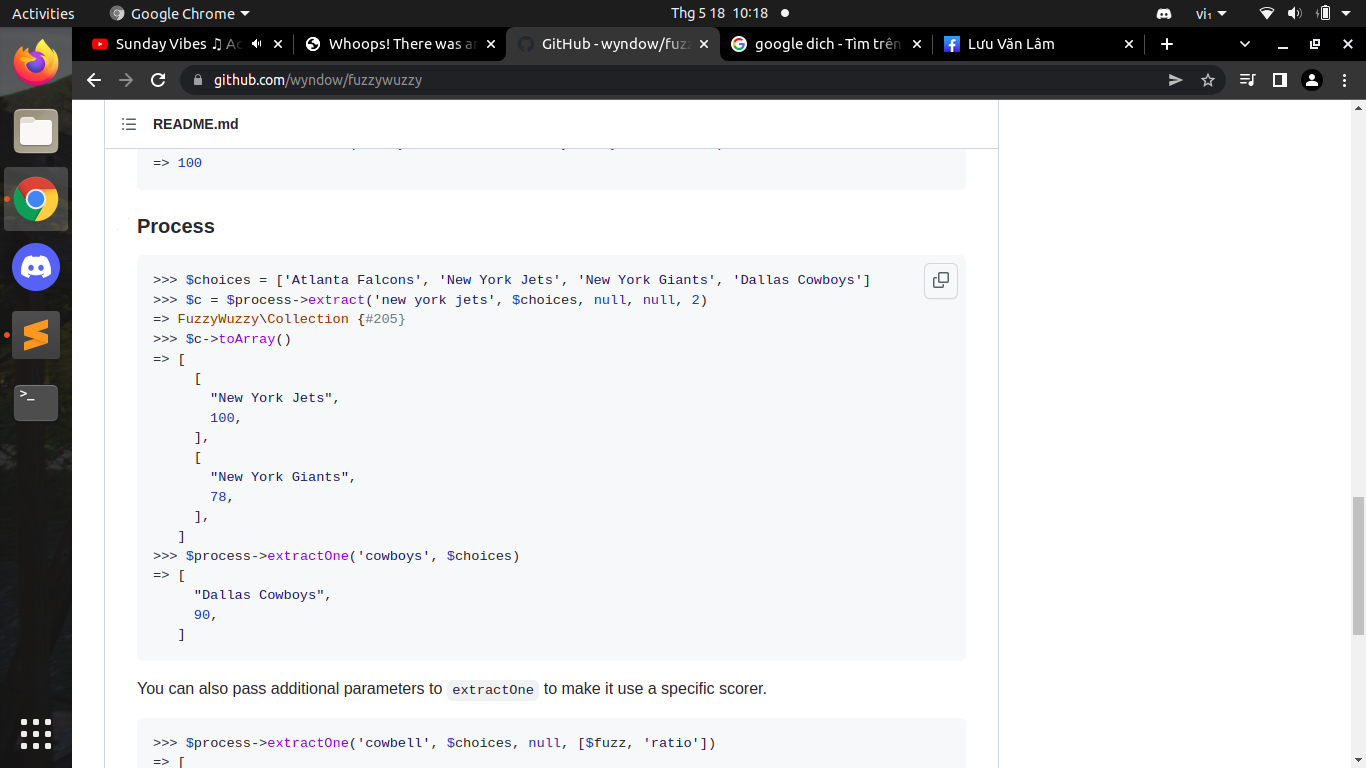 Activities
Google Chrome
Thg 5 18 10:18
vi₁
Sunday Vibes ♫ Ac
Whoops! There was an
GitHub - wyndow/fuzz
google dich - Tìm trên
Lưu Văn Lâm
github.com/wyndow/fuzzywuzzy
README.md
=> 100
Process
>>> $choices = ['Atlanta Falcons', 'New York Jets', 'New York Giants', 'Dallas Cowboys']
>>> $c = $process->extract('new york jets', $choices, null, null, 2)
=> FuzzyWuzzy\Collection {#205}
>>> $c->toArray()
=> [
[
"New York Jets",
100,
],
[
"New York Giants",
78,
],
]
>>> $process->extractOne('cowboys', $choices)
=> [
"Dallas Cowboys",
90,
]
You can also pass additional parameters to extractOne to make it use a specific scorer.
>>> $process->extractOne('cowbell', $choices, null, [$fuzz, 'ratio'])
=> [